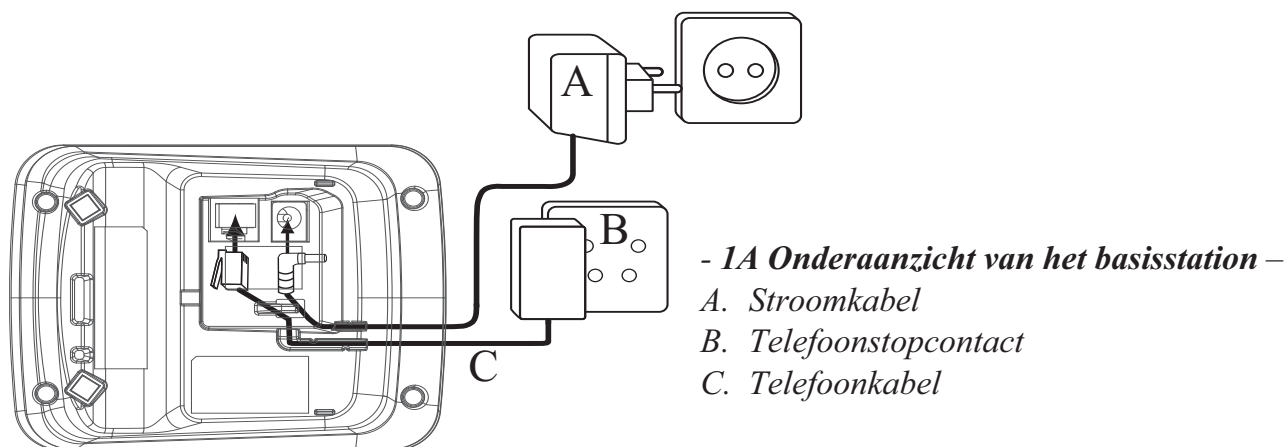 A
B
C
- 1A Onderaanzicht van het basisstation –
A. Stroomkabel
B. Telefoonstopcontact
C. Telefoonkabel